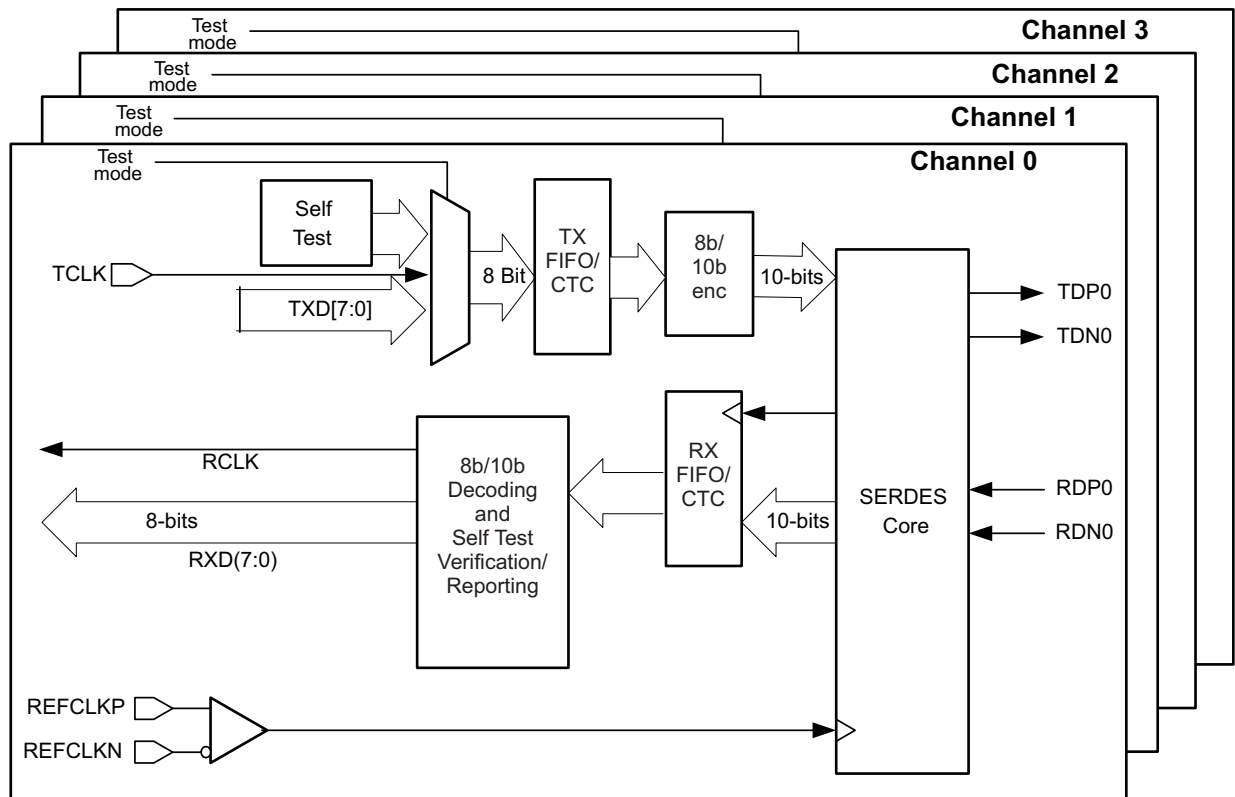 Test
mode
Channel 3
Test
mode
Channel 2
Test
mode
Channel 1
Test
mode
Channel 0
Self
Test
TCLK
TXD[7:0]
8 Bit
TX
FIFO/
CTC
8b/
10b
enc
10-bits
TDP0
TDN0
RCLK
8-bits
RXD(7:0)
8b/10b
Decoding
and
Self Test
Verification/
Reporting
RX
FIFO/
CTC
10-bits
SERDES
Core
RDP0
RDN0
REFCLKP
REFCLKN